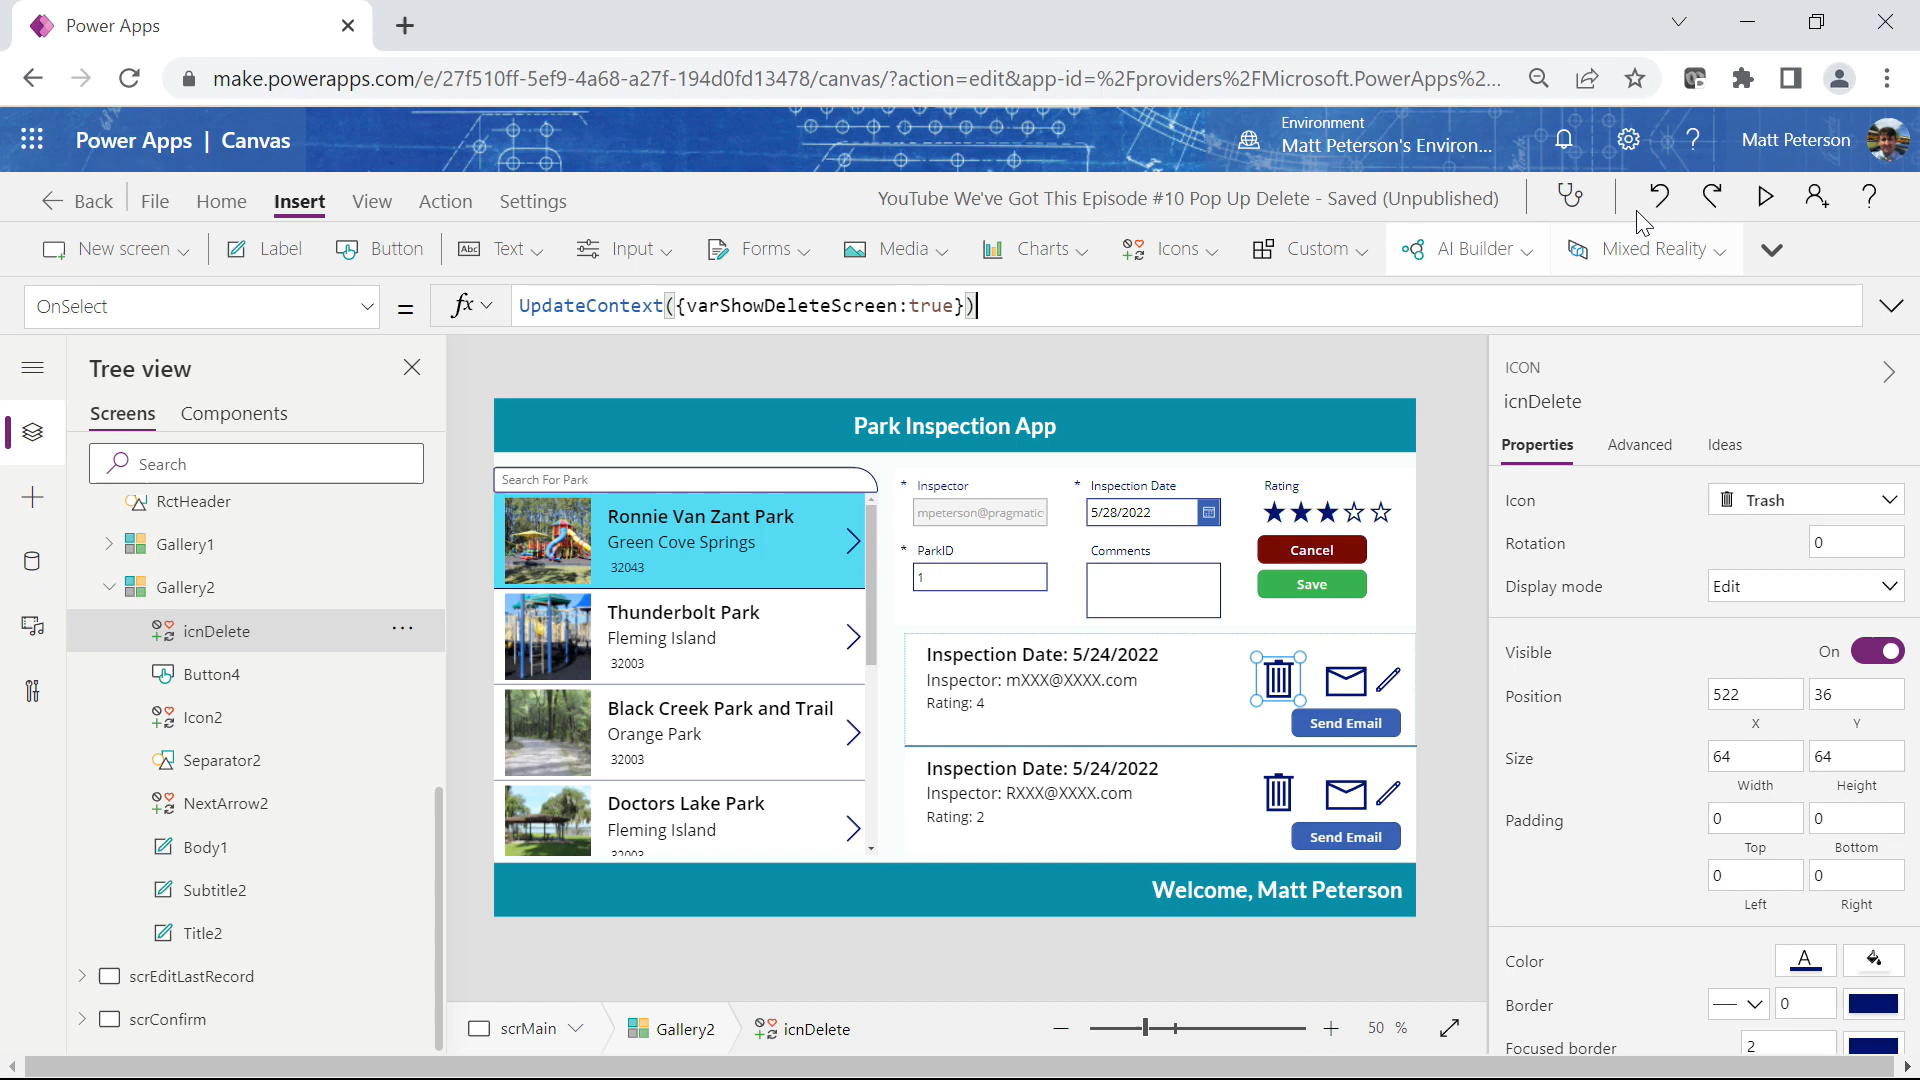 Power Apps
make.powerapps.com/e/27f510ff-5ef9-4a68-a27f-194d0fd13478/canvas/?action=edit&app-id=%2Fproviders%2FMicrosoft.PowerApps%2...
Power Apps | Canvas
Environment
Matt Peterson's Environ...
Matt Peterson
Back
File
Home
Insert
View
Action
Settings
YouTube We've Got This Episode #10 Pop Up Delete - Saved (Unpublished)
New screen
Label
Button
Abc
Text
Input
Forms
Media
Charts
Icons
Custom
AI Builder
Mixed Reality
OnSelect
=
fx
UpdateContext({varShowDeleteScreen:true})
Tree view
Screens
Components
Search
RctHeader
Gallery1
Gallery2
icnDelete
...
Button4
Icon2
Separator2
NextArrow2
Body1
Subtitle2
Title2
scrEditLastRecord
scrConfirm
Park Inspection App
Search For Park
Ronnie Van Zant Park
Green Cove Springs
32043
Thunderbolt Park
Fleming Island
32003
Black Creek Park and Trail
Orange Park
32003
Doctors Lake Park
Fleming Island
32003
* Inspector
mpeterson@pragmatic
* Inspection Date
5/28/2022
Rating
* ParkID
1
Comments
Cancel
Save
Inspection Date: 5/24/2022
Inspector: mXXX@XXXX.com
Rating: 4
Send Email
Inspection Date: 5/24/2022
Inspector: RXXX@XXXX.com
Rating: 2
Send Email
Welcome, Matt Peterson
scrMain
Gallery2
icnDelete
50 %
ICON
icnDelete
Properties
Advanced
Ideas
Icon
Trash
Rotation
0
Display mode
Edit
Visible
On
Position
522
36
X
Y
Size
64
64
Width
Height
Padding
0
0
Top
Bottom
0
0
Left
Right
Color
A
Border
0
Focused border
2